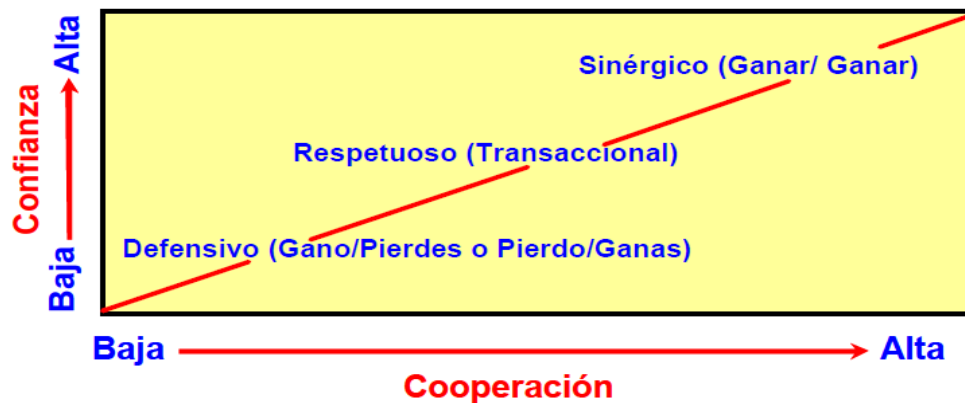 Alta
Sinérgico (Ganar/ Ganar)
Confianza
Respetuoso (Transaccional)
Defensivo (Gano/Pierdes o Pierdo/Ganas)
Baja
Baja
Alta
Cooperación